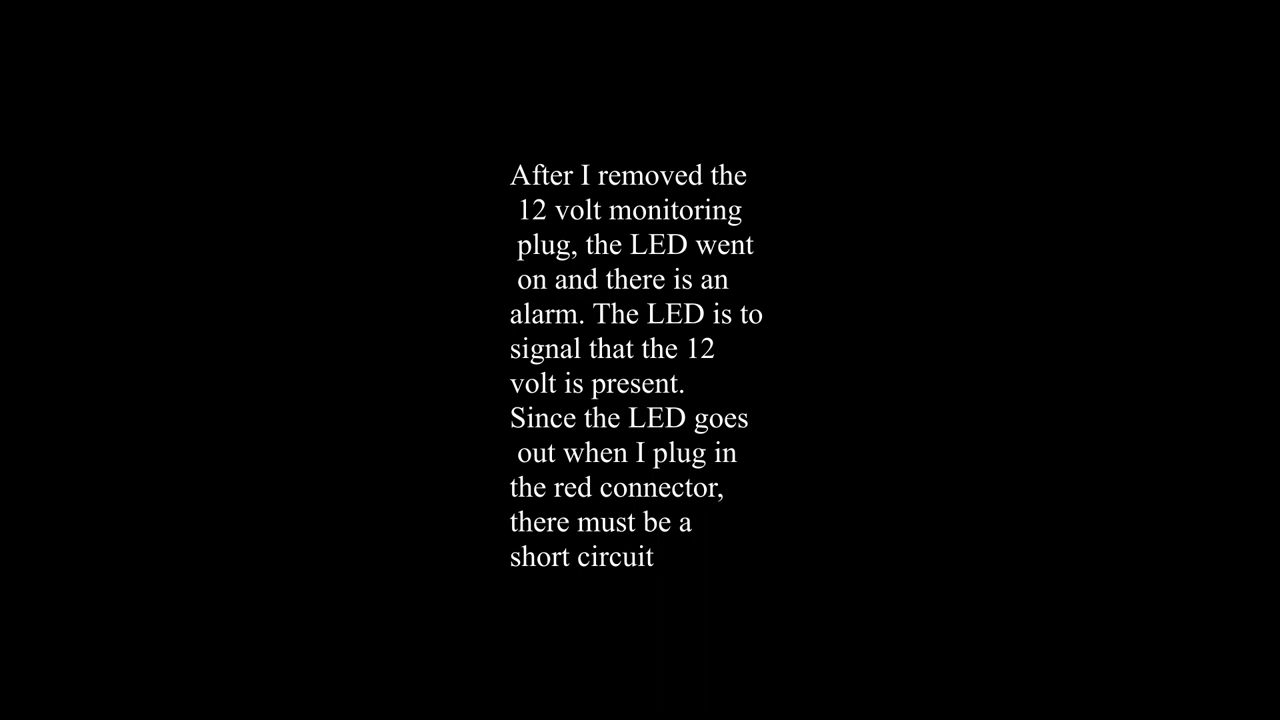 After I removed the
12 volt monitoring
plug, the LED went
on and there is an
alarm. The LED is to
signal that the 12
volt is present.
Since the LED goes
out when I plug in
the red connector,
there must be a
short circuit